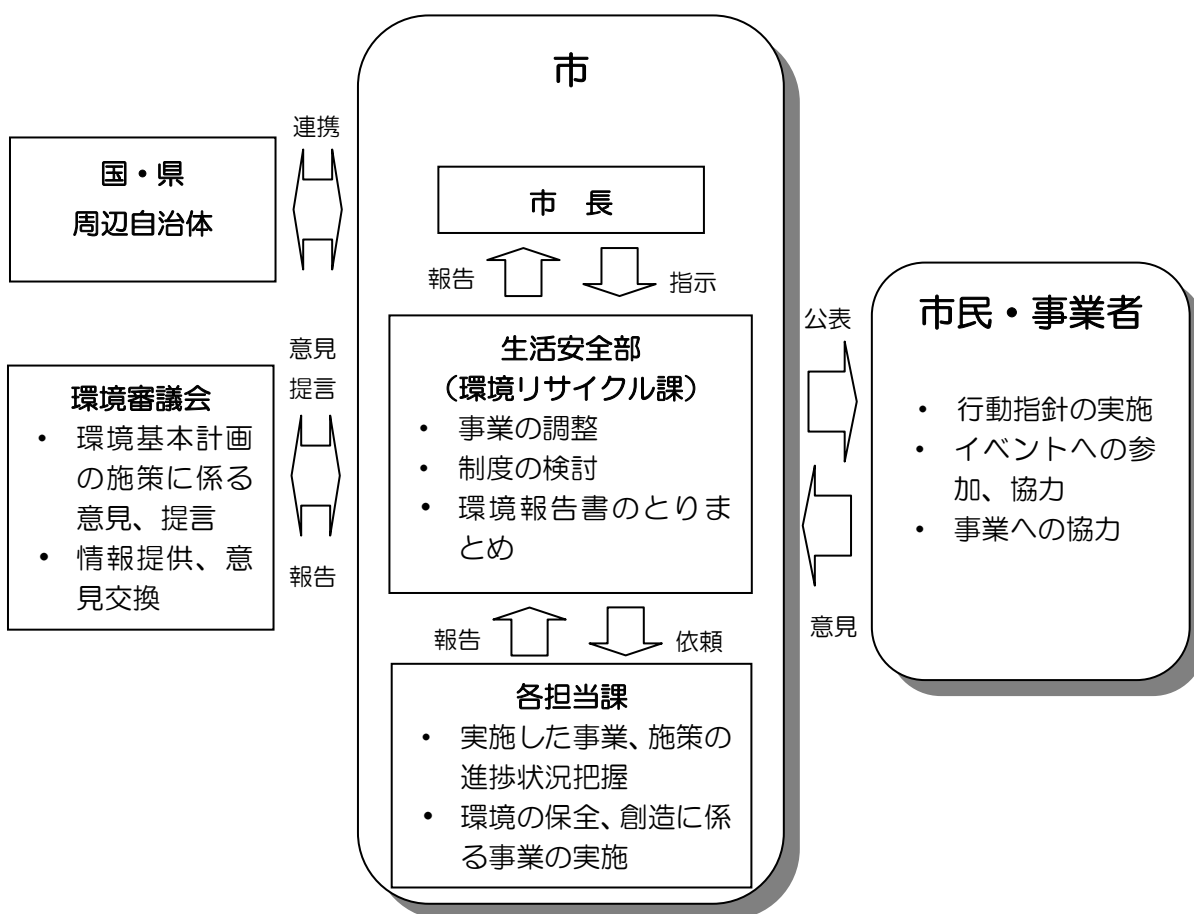 市
連携
国・県
周辺自治体
市 長
報告
指示
意見
提言
環境審議会
• 環境基本計画
の施策に係る
意見、提言
• 情報提供、意
見交換
報告
生活安全部
(環境リサイクル課)
• 事業の調整
• 制度の検討
• 環境報告書のとりま
とめ
公表
意見
市民・事業者
• 行動指針の実施
• イベントへの参
加、協力
• 事業への協力
報告
依頼
各担当課
• 実施した事業、施策の
進捗状況把握
• 環境の保全、創造に係
る事業の実施